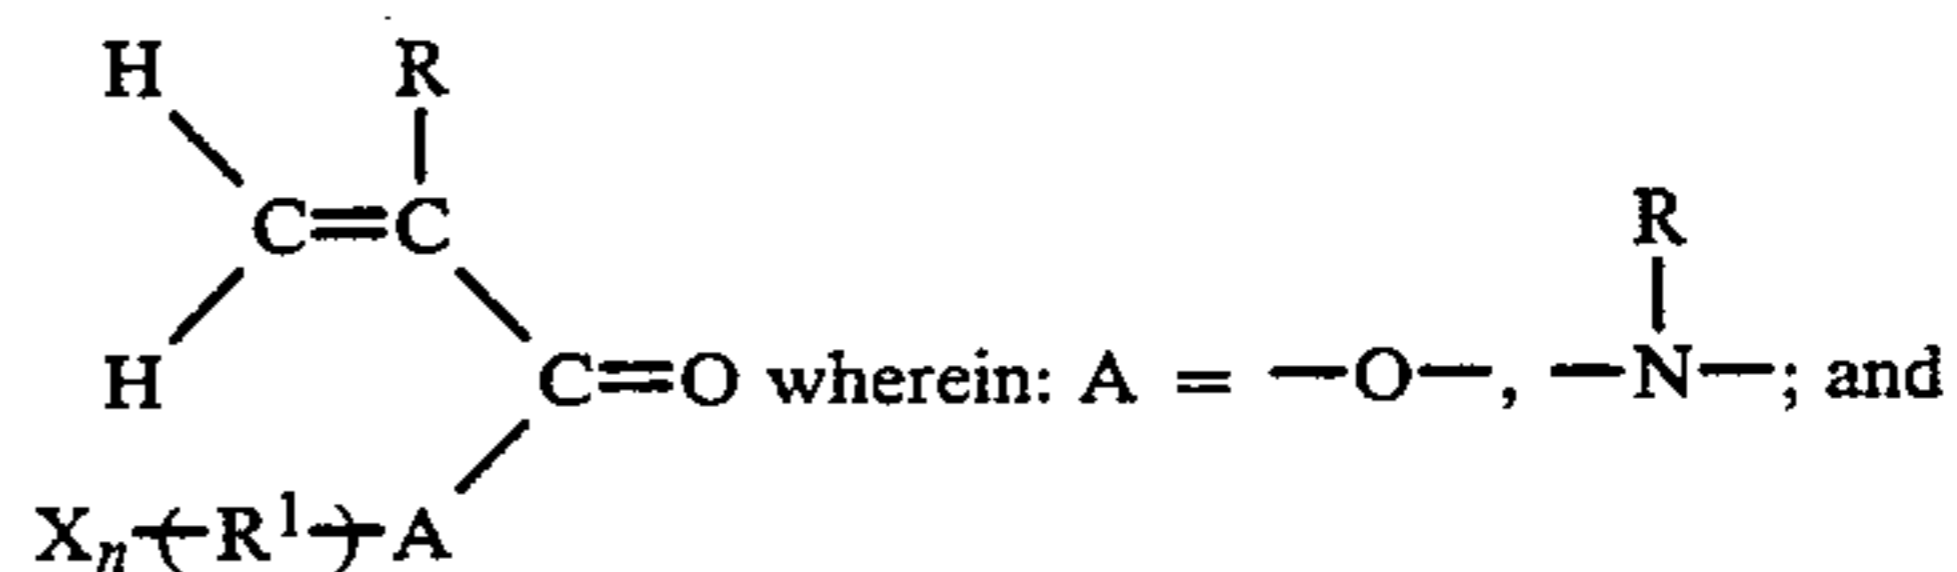 H R
C=C R
H C=O wherein: A = —O—, —N—; and
Xn-(R1)-A